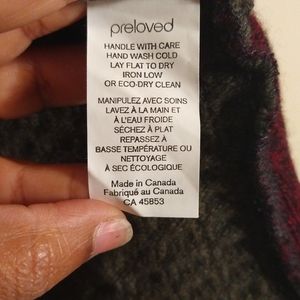 preloved
HANDLE WITH CARE
HAND WASH COLD
LAY FLAT TO DRY
IRON LOW
OR ECO-DRY CLEAN
MANIPULEZ AVEC SOINS
LAVEZ À LA MAIN ET
À L'EAU FROIDE
SÉCHEZ À PLAT
REPASSEZ À
BASSE TEMPÉRATURE OU
NETTOYAGE
À SEC ÉCOLOGIQUE
Made in Canada
Fabriqué au Canada
CA 45853